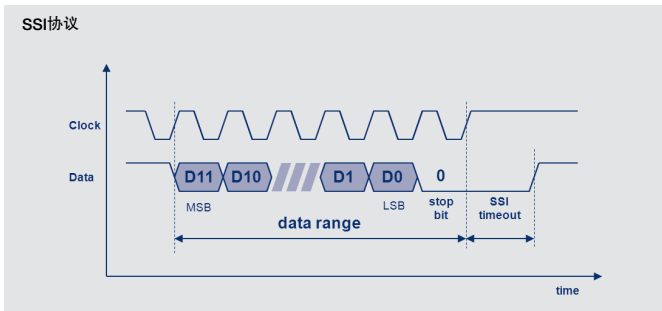 SSI协议
Clock
Data
D11 D10 D1 D0 0
MSB
LSB
stop
bit
SSI
timeout
data range
time